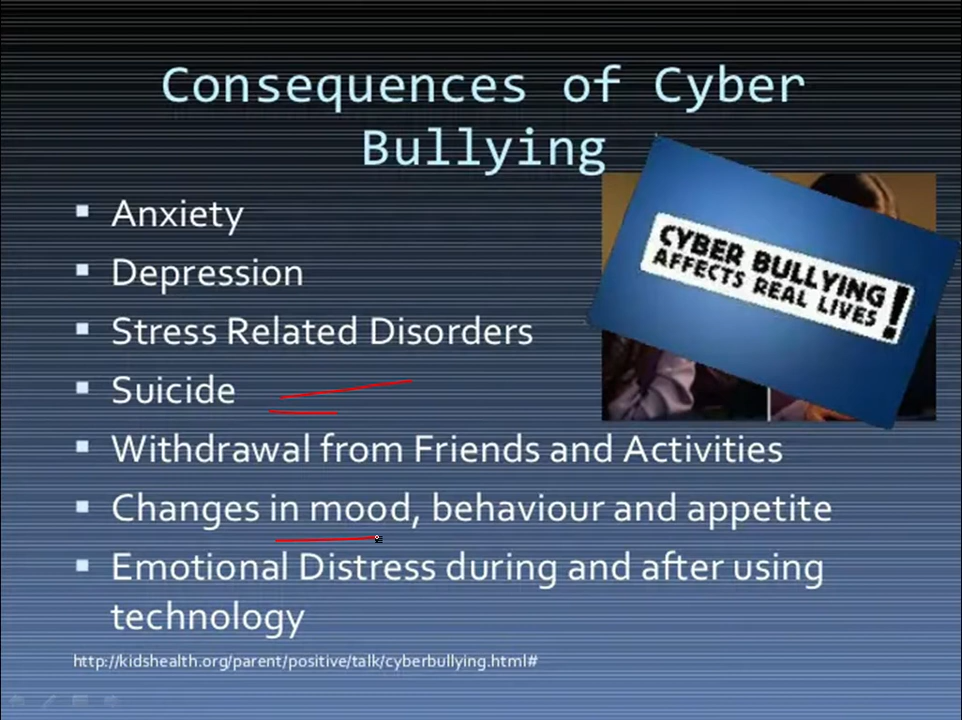 Consequences of Cyber
Bullying
Anxiety
Depression
Stress Related Disorders
Suicide
Withdrawal from Friends and Activities
Changes in mood, behaviour and appetite
Emotional Distress during and after using
technology
http://kidshealth.org/parent/positive/talk/cyberbullying.html#
CYBER BULLYING
AFFECTS REAL LIVES!